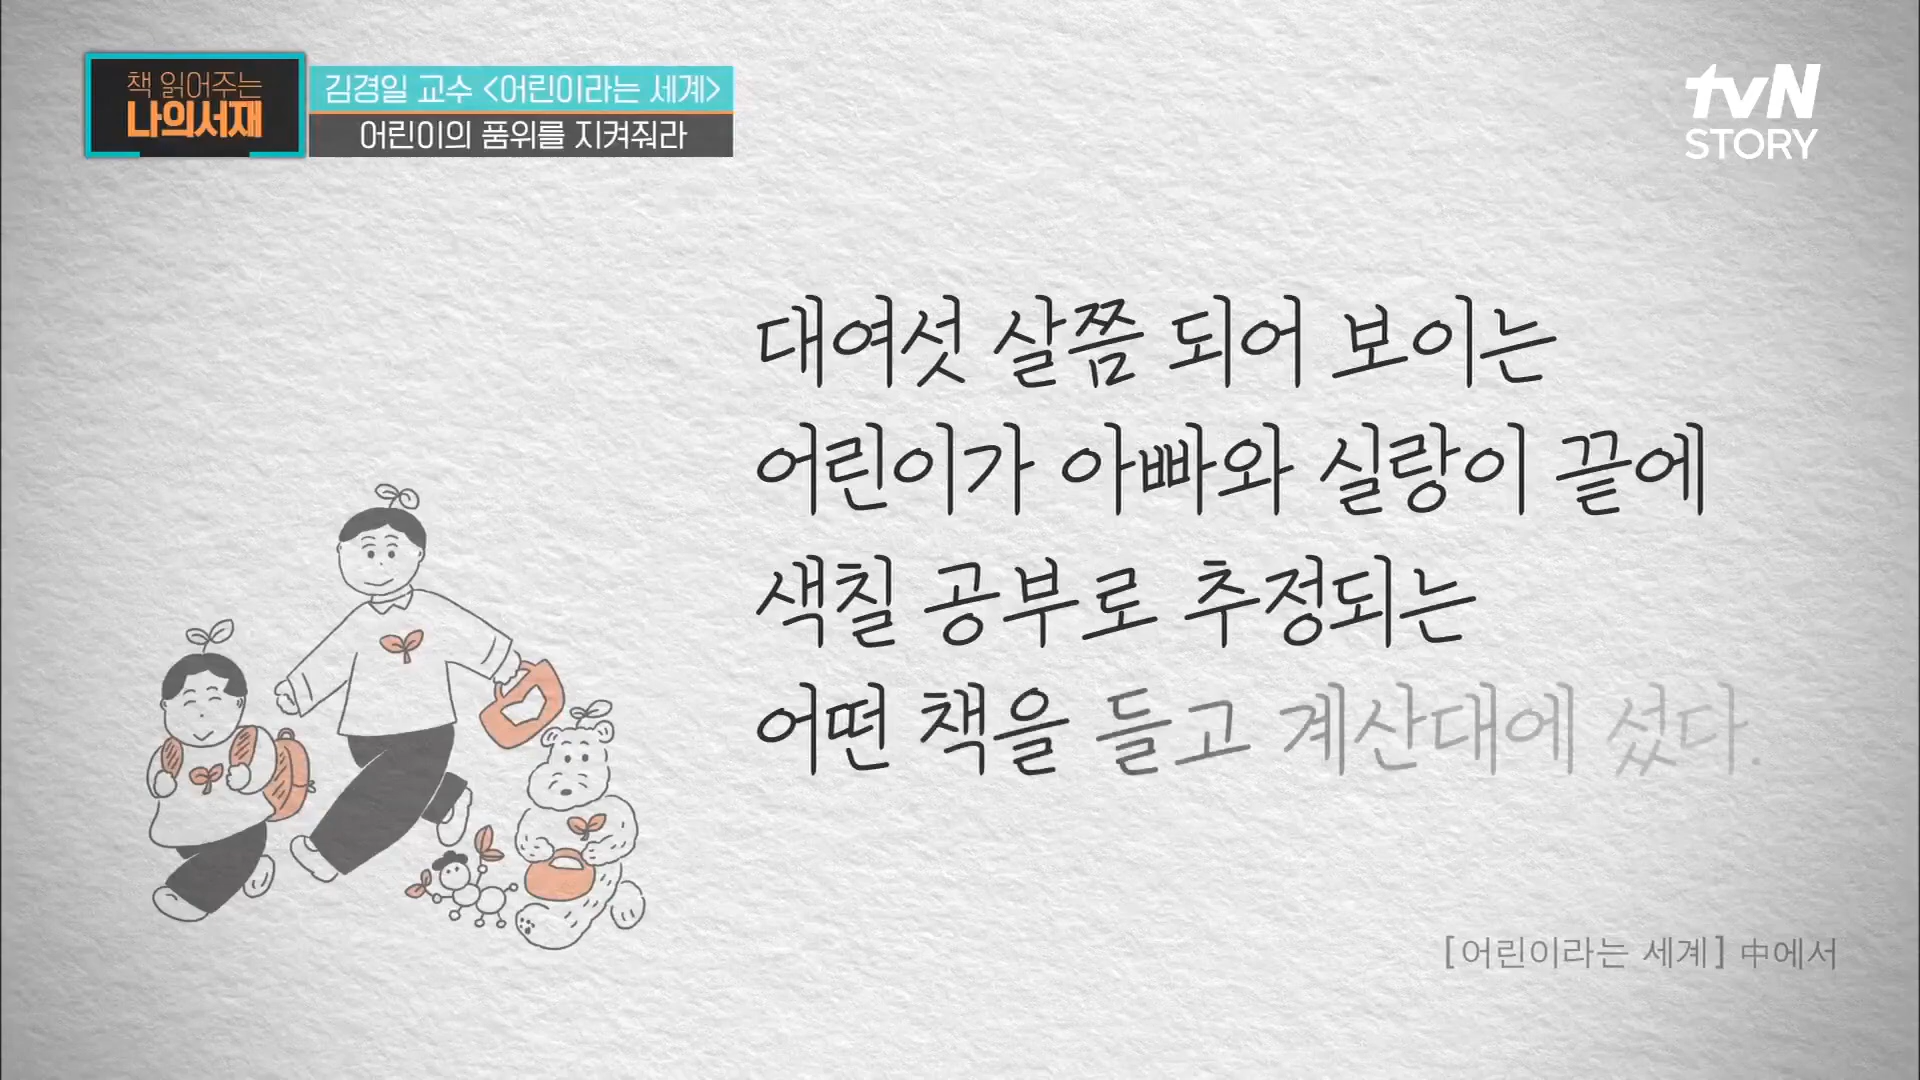 책 읽어주는
나의서재
김경일 교수 <어린이라는 세계>
어린이의 품위를 지켜줘라
tvN
STORY
대여섯 살쯤 되어 보이는
어린이가 아빠와 실랑이 끝에
색칠 공부로 추정되는
어떤 책을 들고 계산대에 섰다.
[어린이라는 세계] 中에서